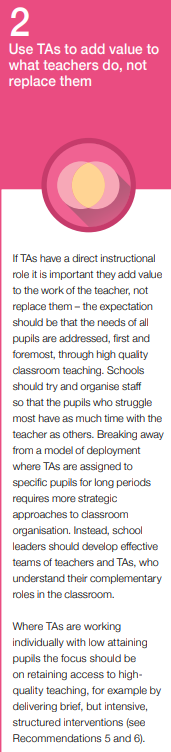 2
Use TAs to add value to
what teachers do, not
replace them
If TAs have a direct instructional
role it is important they add value
to the work of the teacher, not
replace them – the expectation
should be that the needs of all
pupils are addressed, first and
foremost, through high quality
classroom teaching. Schools
should try and organise staff
so that the pupils who struggle
most have as much time with the
teacher as others. Breaking away
from a model of deployment
where TAs are assigned to
specific pupils for long periods
requires more strategic
approaches to classroom
organisation. Instead, school
leaders should develop effective
teams of teachers and TAs, who
understand their complementary
roles in the classroom.
Where TAs are working
individually with low attaining
pupils the focus should be
on retaining access to high-
quality teaching, for example by
delivering brief, but intensive,
structured interventions (see
Recommendations 5 and 6).